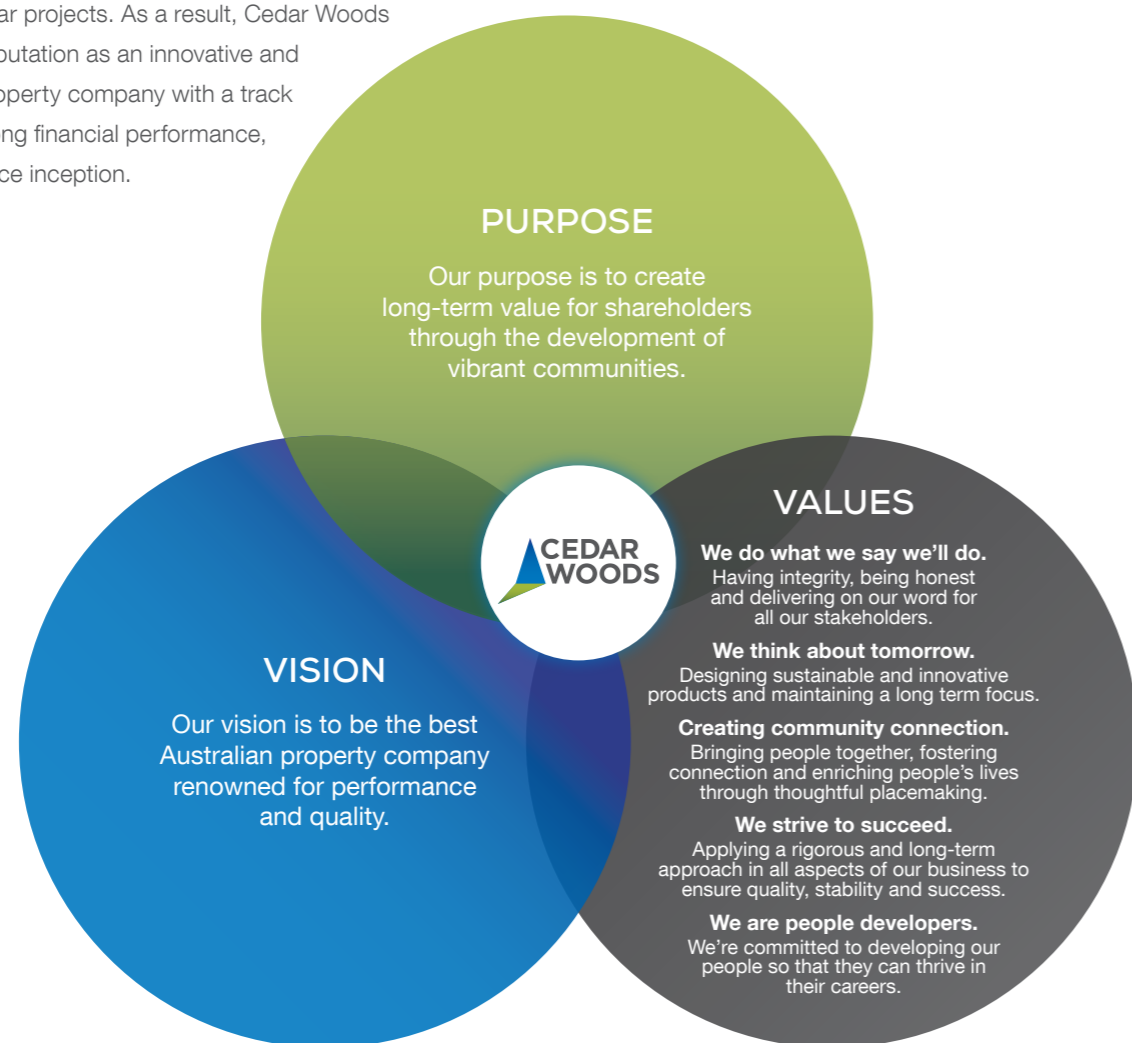 ar projects. As a result, Cedar Woods
putation as an innovative and
operty company with a track
ng financial performance,
ce inception.
PURPOSE
Our purpose is to create
long-term value for shareholders
through the development of
vibrant communities.
CEDAR
WOODS
VISION
Our vision is to be the best
Australian property company
renowned for performance
and quality.
VALUES
We do what we say we’ll do.
Having integrity, being honest
and delivering on our word for
all our stakeholders.
We think about tomorrow.
Designing sustainable and innovative
products and maintaining a long term focus.
Creating community connection.
Bringing people together, fostering
connection and enriching people’s lives
through thoughtful placemaking.
We strive to succeed.
Applying a rigorous and long-term
approach in all aspects of our business to
ensure quality, stability and success.
We are people developers.
We’re committed to developing our
people so that they can thrive in
their careers.